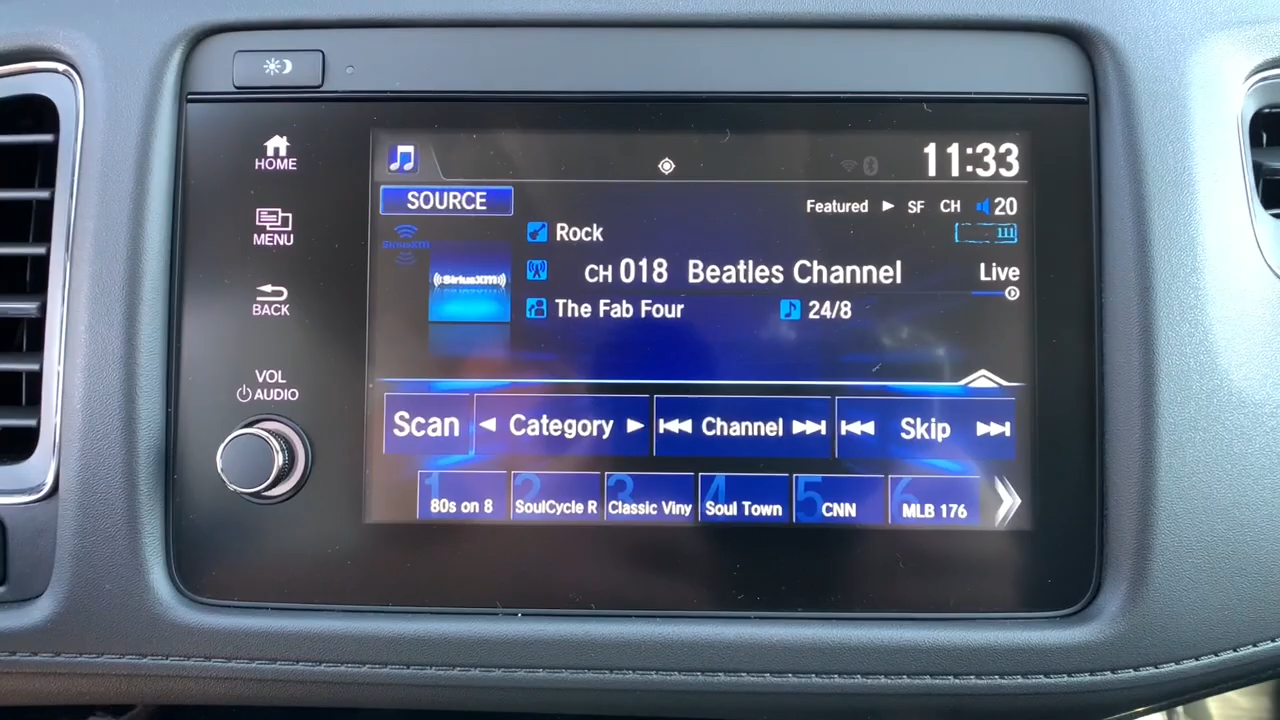 HOME
MENU
BACK
VOL
AUDIO
11:33
SOURCE
Featured SF CH 20
SiriusXM
Rock
SiriusXM
CH 018 Beatles Channel
Live
The Fab Four
24/8
Scan Category Channel Skip
1 80s on 8
2 SoulCycle R
3 Classic Viny
4 Soul Town
5 CNN
6 MLB 176